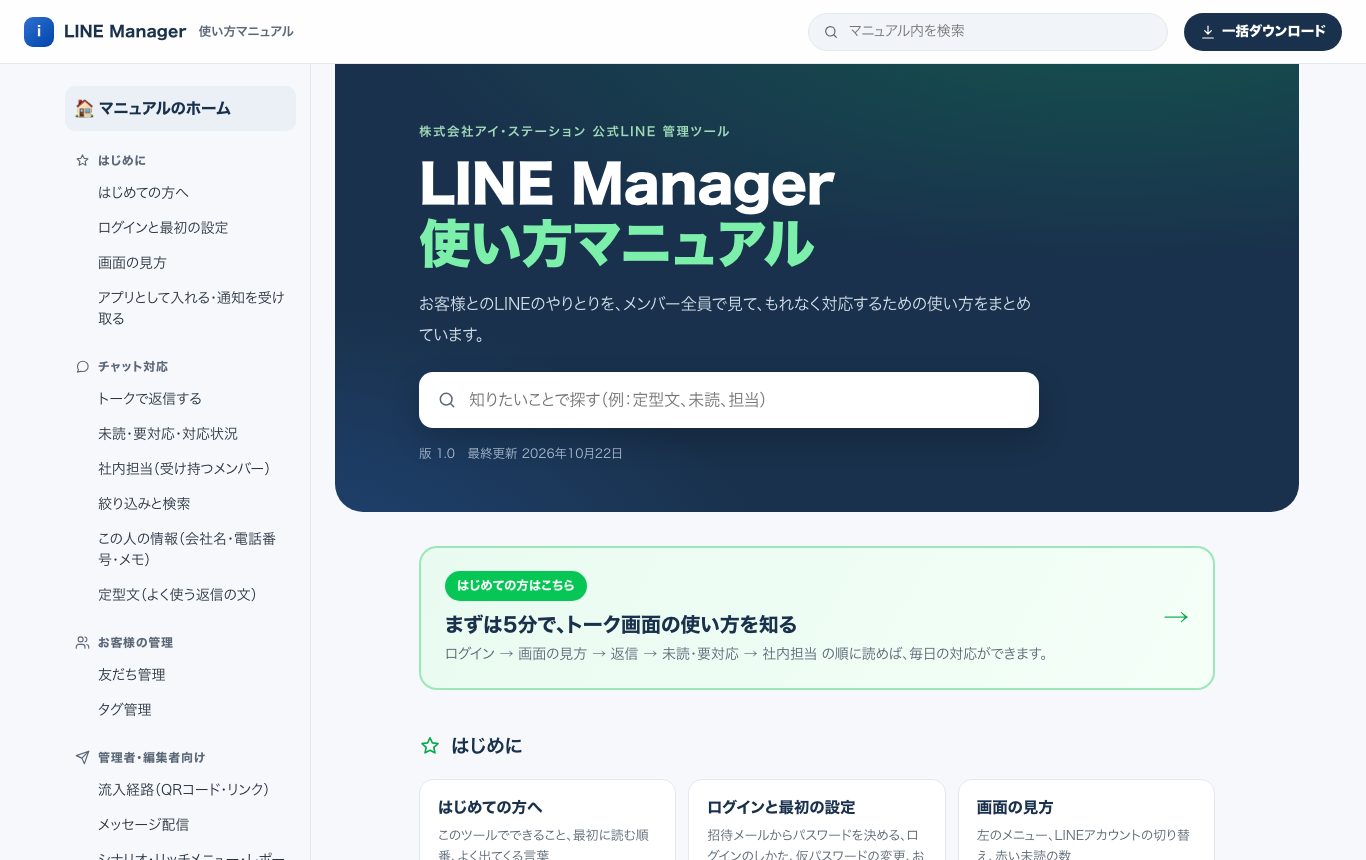 i LINE Manager 使い方マニュアル
マニュアル内を検索
一括ダウンロード
マニュアルのホーム
はじめに
はじめての方へ
ログインと最初の設定
画面の見方
アプリとして入れる・通知を受け
取る
チャット対応
トークで返信する
未読・要対応・対応状況
社内担当（受け持つメンバー）
絞り込みと検索
この人の情報（会社名・電話番
号・メモ）
定型文（よく使う返信の文）
お客様の管理
友だち管理
タグ管理
管理者・編集者向け
流入経路（QRコード・リンク）
メッセージ配信
シナリオ・リッチメニュー・レポー
株式会社アイ・ステーション 公式LINE 管理ツール
LINE Manager
使い方マニュアル
お客様とのLINEのやりとりを、メンバー全員で見て、もれなく対応するための使い方をまとめ
ています。
知りたいことで探す（例：定型文、未読、担当）
版 1.0 最終更新 2026年10月22日
はじめての方はこちら
まずは5分で、トーク画面の使い方を知る
ログイン → 画面の見方 → 返信 → 未読・要対応 → 社内担当 の順に読めば、毎日の対応ができます。
→
はじめに
はじめての方へ
このツールでできること、最初に読む順
番、よく出てくる言葉
ログインと最初の設定
招待メールからパスワードを決める、ロ
グインのしかた、仮パスワードの変更、お
画面の見方
左のメニュー、LINEアカウントの切り替
え、赤い未読の数